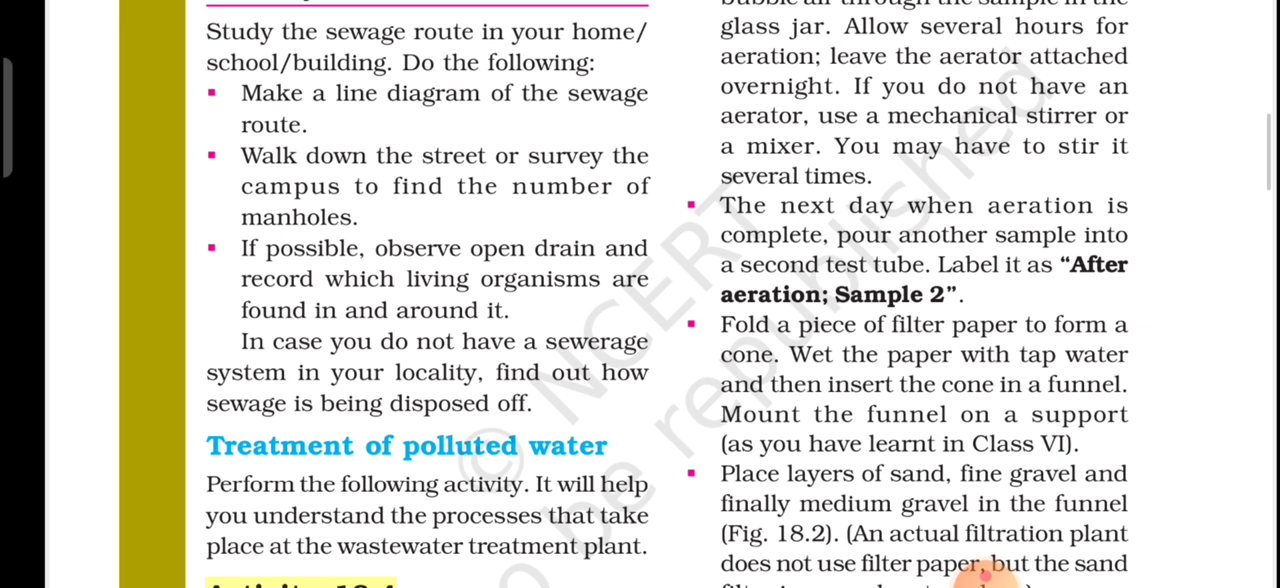 Study the sewage route in your home/
school/building. Do the following:
▪ Make a line diagram of the sewage
route.
▪ Walk down the street or survey the
campus to find the number of
manholes.
▪ If possible, observe open drain and
record which living organisms are
found in and around it.
In case you do not have a sewerage
system in your locality, find out how
sewage is being disposed off.
Treatment of polluted water
Perform the following activity. It will help
you understand the processes that take
place at the wastewater treatment plant.
bubble air through the sample in the
glass jar. Allow several hours for
aeration; leave the aerator attached
overnight. If you do not have an
aerator, use a mechanical stirrer or
a mixer. You may have to stir it
several times.
▪ The next day when aeration is
complete, pour another sample into
a second test tube. Label it as “After
aeration; Sample 2”.
▪ Fold a piece of filter paper to form a
cone. Wet the paper with tap water
and then insert the cone in a funnel.
Mount the funnel on a support
(as you have learnt in Class VI).
▪ Place layers of sand, fine gravel and
finally medium gravel in the funnel
(Fig. 18.2). (An actual filtration plant
does not use filter paper, but the sand
© NCERT
be republished